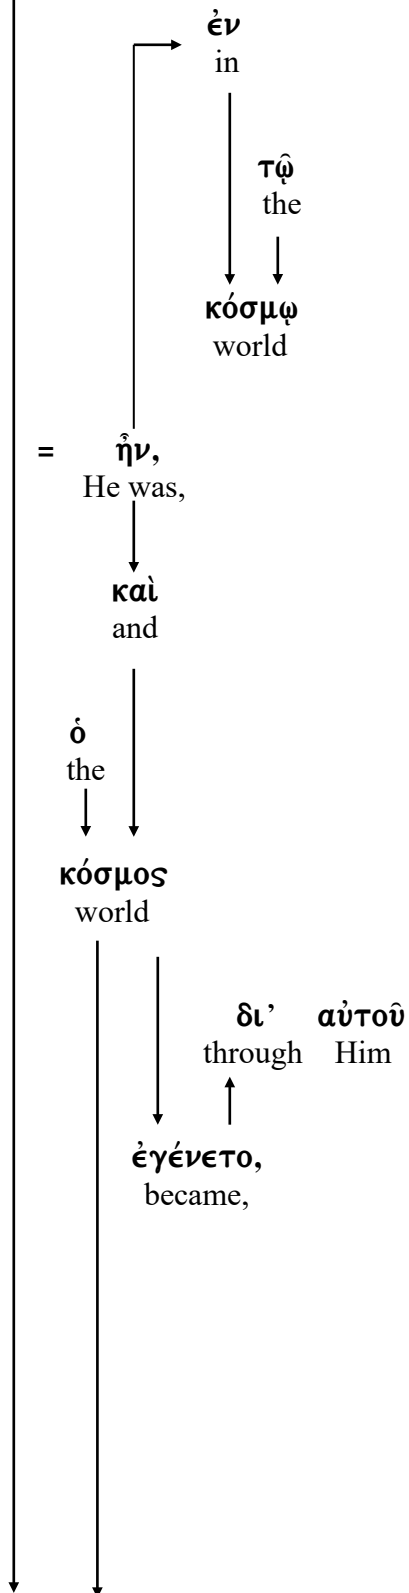 ἐν
in
τῷ
the
κόσμῳ
world
= ἦν,
He was,
καὶ
and
ὁ
the
κόσμος
world
δι’ αὐτοῦ
through Him
ἐγένετο,
became,